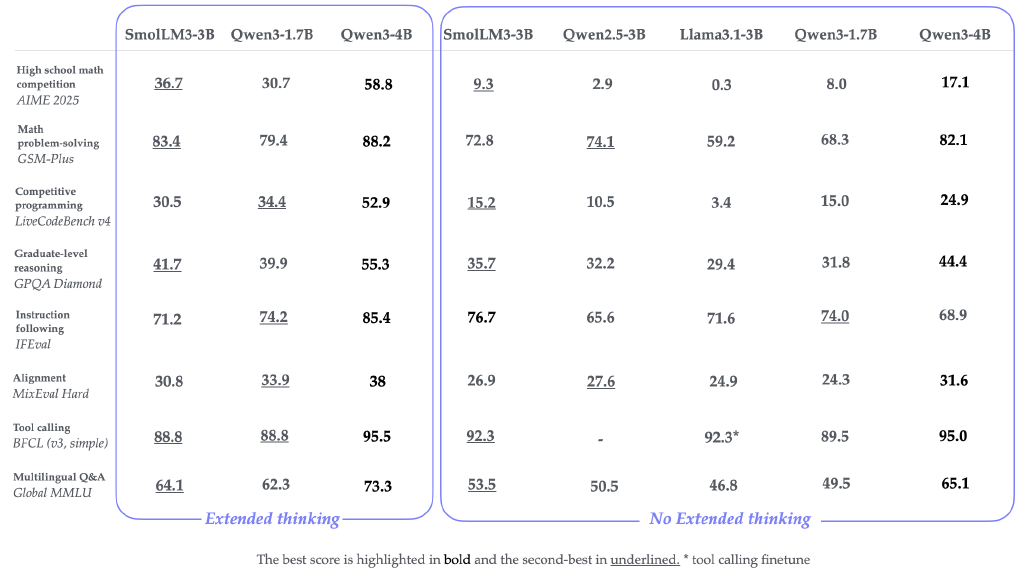 SmolLM3-3B Qwen3-1.7B Qwen3-4B SmolLM3-3B Qwen2.5-3B Llama3.1-3B Qwen3-1.7B Qwen3-4B
High school math
competition
AIME 2025
36.7 30.7 58.8 9.3 2.9 0.3 8.0 17.1
Math
problem-solving
GSM-Plus
83.4 79.4 88.2 72.8 74.1 59.2 68.3 82.1
Competitive
programming
LiveCodeBench v4
30.5 34.4 52.9 15.2 10.5 3.4 15.0 24.9
Graduate-level
reasoning
GPQA Diamond
41.7 39.9 55.3 35.7 32.2 29.4 31.8 44.4
Instruction
following
IFEval
71.2 74.2 85.4 76.7 65.6 71.6 74.0 68.9
Alignment
MixEval Hard
30.8 33.9 38 26.9 27.6 24.9 24.3 31.6
Tool calling
BFCL (v3, simple)
88.8 88.8 95.5 92.3 - 92.3* 89.5 95.0
Multilingual Q&A
Global MMLU
64.1 62.3 73.3 53.5 50.5 46.8 49.5 65.1
Extended thinking No Extended thinking
The best score is highlighted in bold and the second-best in underlined. * tool calling finetune